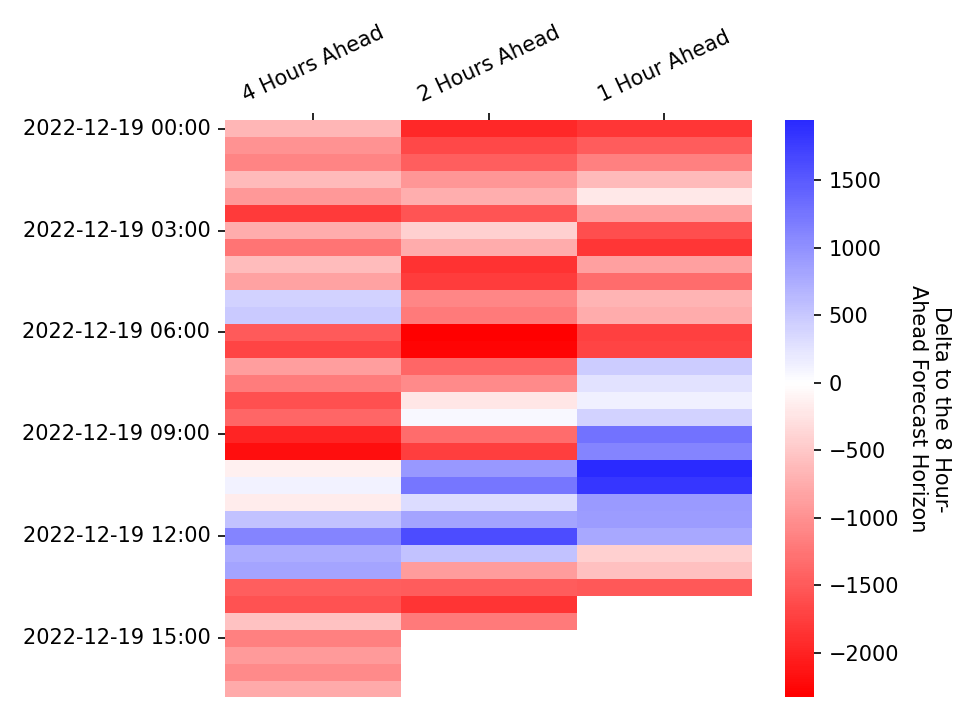 4 Hours Ahead
2 Hours Ahead
1 Hour Ahead
2022-12-19 00:00
2022-12-19 03:00
2022-12-19 06:00
2022-12-19 09:00
2022-12-19 12:00
2022-12-19 15:00
1500
1000
500
0
−500
−1000
−1500
−2000
Delta to the 8 Hour-
Ahead Forecast Horizon